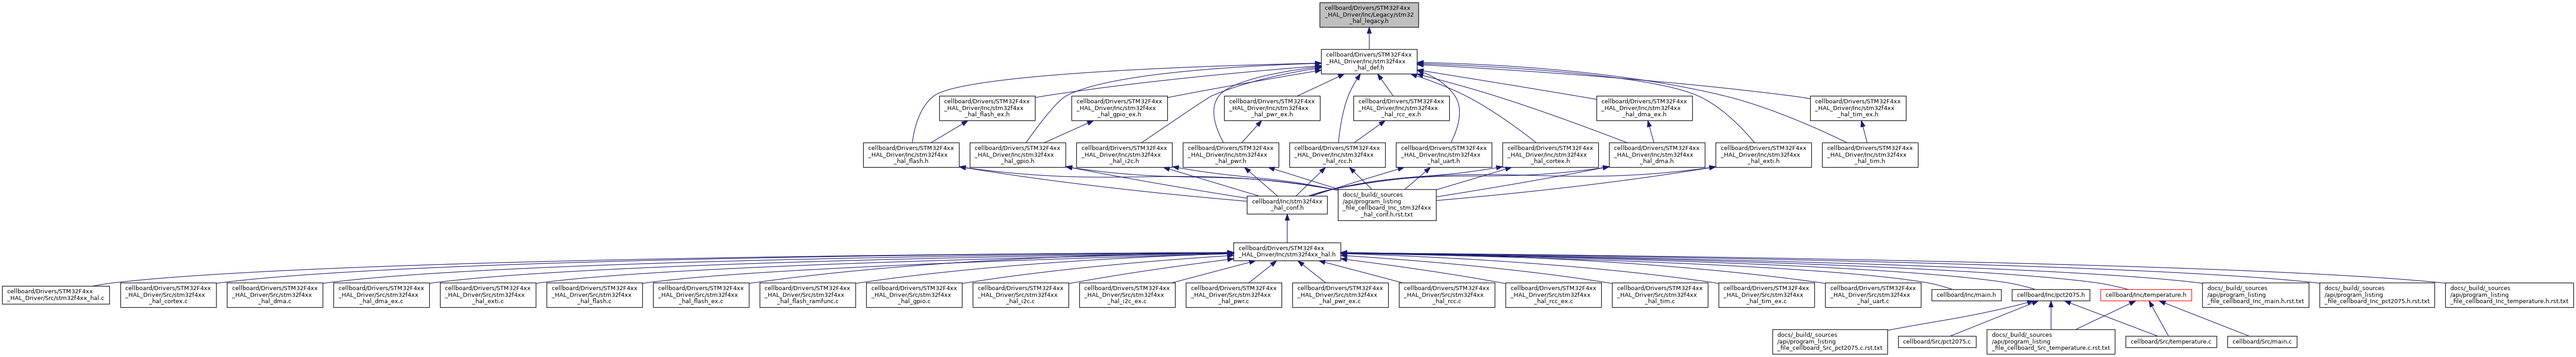 cellboard/Drivers/STM32F4xx
_HAL_Driver/Inc/Legacy/stm32
_hal_legacy.h
cellboard/Drivers/STM32F4xx
_HAL_Driver/Inc/stm32f4xx
_hal_def.h
cellboard/Drivers/STM32F4xx
_HAL_Driver/Inc/stm32f4xx
_hal_flash_ex.h
cellboard/Drivers/STM32F4xx
_HAL_Driver/Inc/stm32f4xx
_hal_gpio_ex.h
cellboard/Drivers/STM32F4xx
_HAL_Driver/Inc/stm32f4xx
_hal_pwr_ex.h
cellboard/Drivers/STM32F4xx
_HAL_Driver/Inc/stm32f4xx
_hal_rcc_ex.h
cellboard/Drivers/STM32F4xx
_HAL_Driver/Inc/stm32f4xx
_hal_dma_ex.h
cellboard/Drivers/STM32F4xx
_HAL_Driver/Inc/stm32f4xx
_hal_tim_ex.h
cellboard/Drivers/STM32F4xx
_HAL_Driver/Inc/stm32f4xx
_hal_flash.h
cellboard/Drivers/STM32F4xx
_HAL_Driver/Inc/stm32f4xx
_hal_gpio.h
cellboard/Drivers/STM32F4xx
_HAL_Driver/Inc/stm32f4xx
_hal_i2c.h
cellboard/Drivers/STM32F4xx
_HAL_Driver/Inc/stm32f4xx
_hal_pwr.h
cellboard/Drivers/STM32F4xx
_HAL_Driver/Inc/stm32f4xx
_hal_rcc.h
cellboard/Drivers/STM32F4xx
_HAL_Driver/Inc/stm32f4xx
_hal_uart.h
cellboard/Drivers/STM32F4xx
_HAL_Driver/Inc/stm32f4xx
_hal_cortex.h
cellboard/Drivers/STM32F4xx
_HAL_Driver/Inc/stm32f4xx
_hal_dma.h
cellboard/Drivers/STM32F4xx
_HAL_Driver/Inc/stm32f4xx
_hal_exti.h
cellboard/Drivers/STM32F4xx
_HAL_Driver/Inc/stm32f4xx
_hal_tim.h
cellboard/Inc/stm32f4xx
_hal_conf.h
docs/_build/_sources
/api/program_listing
_file_cellboard_Inc_stm32f4xx
_hal_conf.h.rst.txt
cellboard/Drivers/STM32F4xx
_HAL_Driver/Inc/stm32f4xx_hal.h
cellboard/Drivers/STM32F4xx
_HAL_Driver/Src/stm32f4xx_hal.c
cellboard/Drivers/STM32F4xx
_HAL_Driver/Src/stm32f4xx
_hal_cortex.c
cellboard/Drivers/STM32F4xx
_HAL_Driver/Src/stm32f4xx
_hal_dma.c
cellboard/Drivers/STM32F4xx
_HAL_Driver/Src/stm32f4xx
_hal_dma_ex.c
cellboard/Drivers/STM32F4xx
_HAL_Driver/Src/stm32f4xx
_hal_exti.c
cellboard/Drivers/STM32F4xx
_HAL_Driver/Src/stm32f4xx
_hal_flash.c
cellboard/Drivers/STM32F4xx
_HAL_Driver/Src/stm32f4xx
_hal_flash_ex.c
cellboard/Drivers/STM32F4xx
_HAL_Driver/Src/stm32f4xx
_hal_flash_ramfunc.c
cellboard/Drivers/STM32F4xx
_HAL_Driver/Src/stm32f4xx
_hal_gpio.c
cellboard/Drivers/STM32F4xx
_HAL_Driver/Src/stm32f4xx
_hal_i2c.c
cellboard/Drivers/STM32F4xx
_HAL_Driver/Src/stm32f4xx
_hal_i2c_ex.c
cellboard/Drivers/STM32F4xx
_HAL_Driver/Src/stm32f4xx
_hal_pwr.c
cellboard/Drivers/STM32F4xx
_HAL_Driver/Src/stm32f4xx
_hal_pwr_ex.c
cellboard/Drivers/STM32F4xx
_HAL_Driver/Src/stm32f4xx
_hal_rcc.c
cellboard/Drivers/STM32F4xx
_HAL_Driver/Src/stm32f4xx
_hal_rcc_ex.c
cellboard/Drivers/STM32F4xx
_HAL_Driver/Src/stm32f4xx
_hal_tim.c
cellboard/Drivers/STM32F4xx
_HAL_Driver/Src/stm32f4xx
_hal_tim_ex.c
cellboard/Drivers/STM32F4xx
_HAL_Driver/Src/stm32f4xx
_hal_uart.c
cellboard/Inc/main.h
cellboard/Inc/pct2075.h
cellboard/Inc/temperature.h
docs/_build/_sources
/api/program_listing
_file_cellboard_Inc_main.h.rst.txt
docs/_build/_sources
/api/program_listing
_file_cellboard_Inc_pct2075.h.rst.txt
docs/_build/_sources
/api/program_listing
_file_cellboard_Inc_temperature.h.rst.txt
docs/_build/_sources
/api/program_listing
_file_cellboard_Src_pct2075.c.rst.txt
cellboard/Src/pct2075.c
docs/_build/_sources
/api/program_listing
_file_cellboard_Src_temperature.c.rst.txt
cellboard/Src/temperature.c
cellboard/Src/main.c